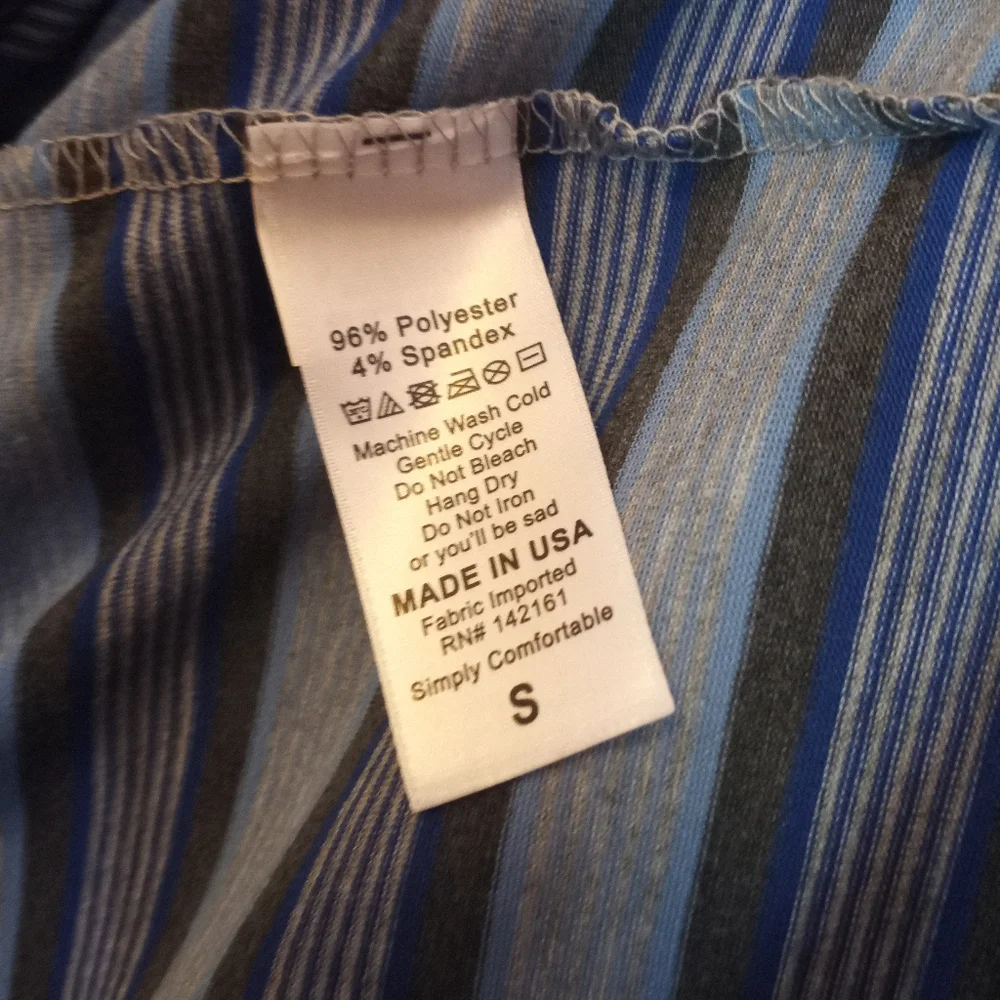 96% Polyester
4% Spandex
Machine Wash Cold
Gentle Cycle
Do Not Bleach
Hang Dry
Do Not Iron
or you'll be sad
MADE IN USA
Fabric Imported
RN# 142161
Simply Comfortable
S